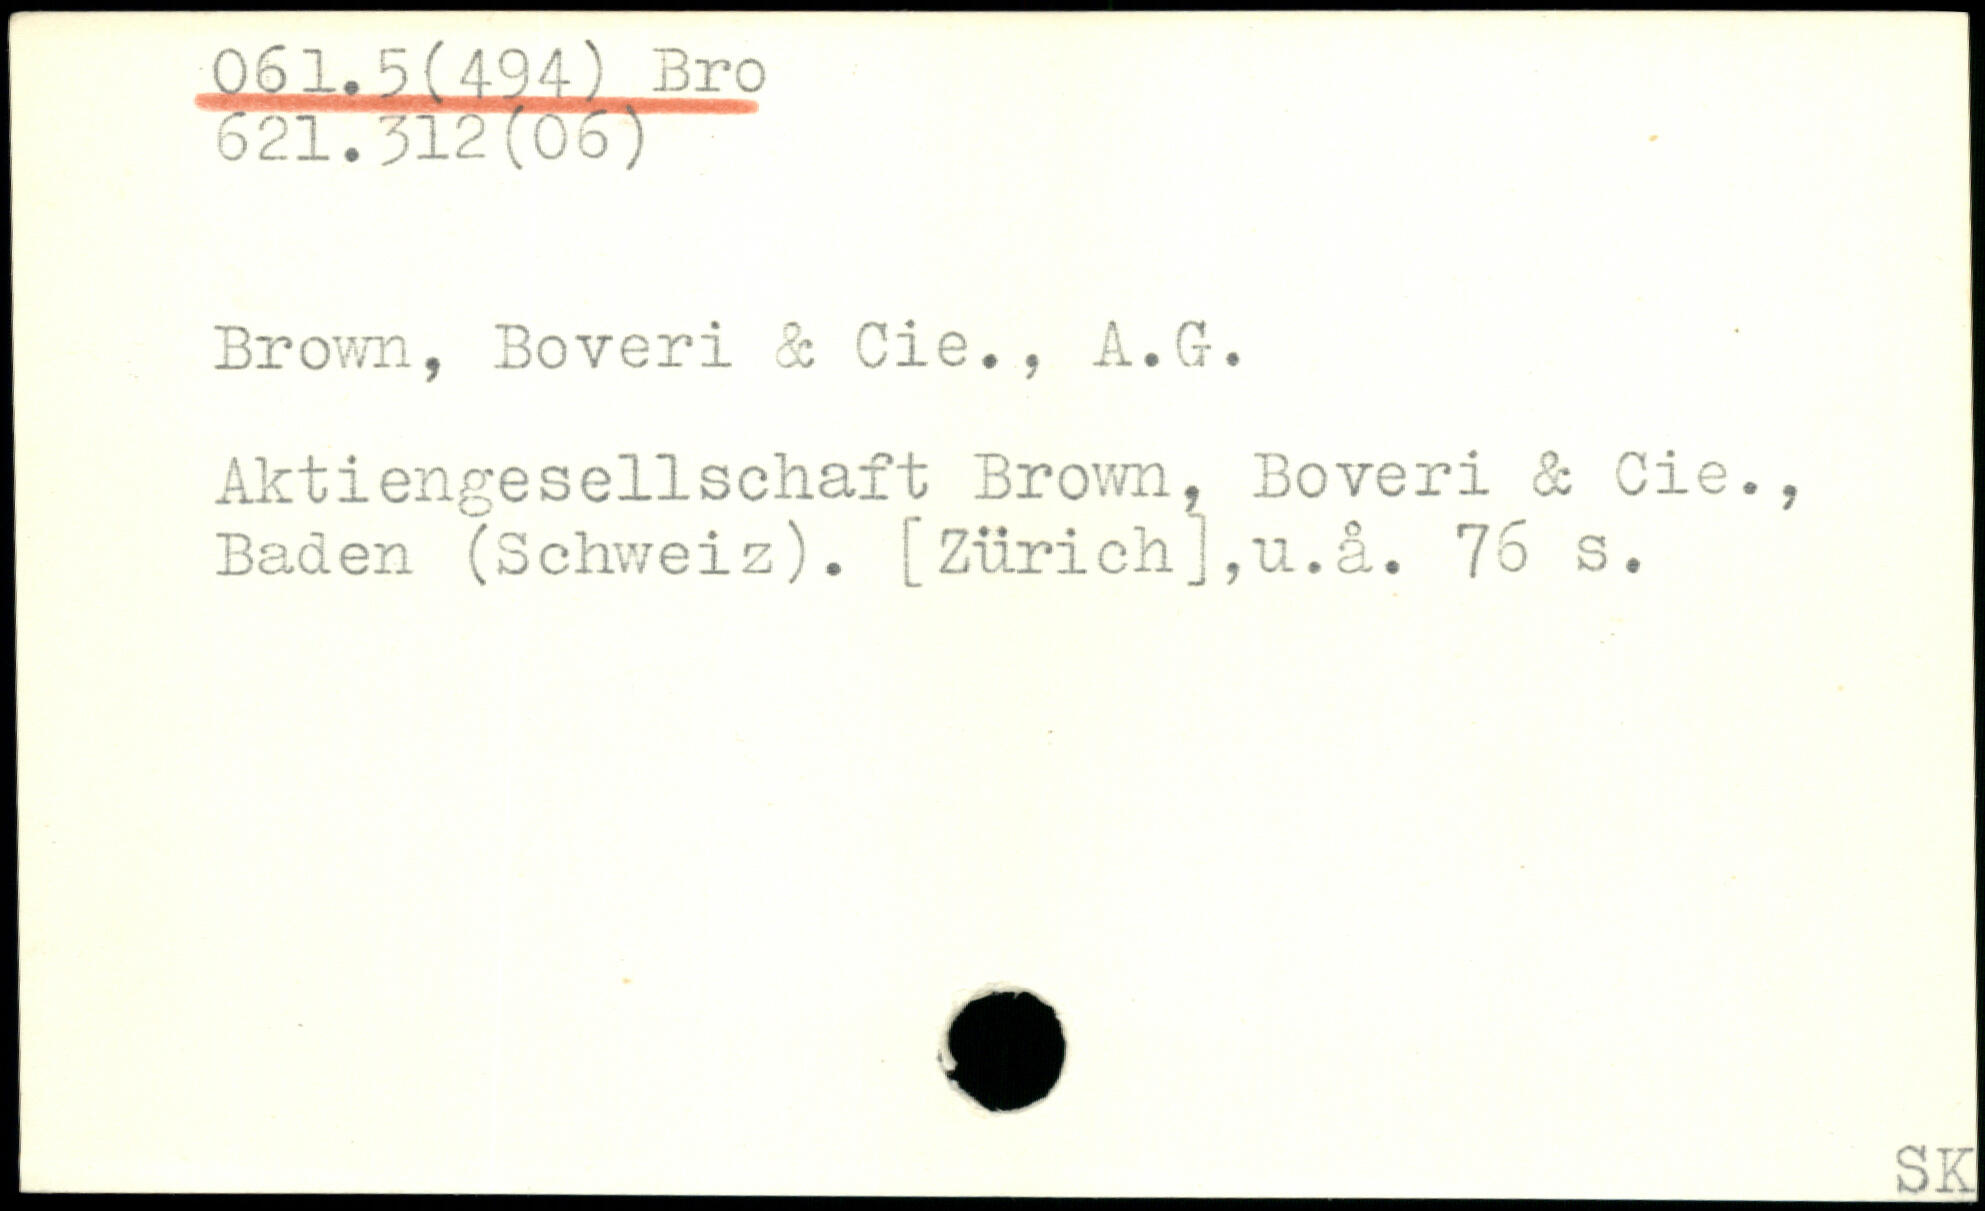 061.5(494) Bro
621.312(06)
Brown, Boveri & Cie., A.G.
Aktiengesellschaft Brown, Boveri & Cie.,
Baden (Schweiz). [Zürich],u.å. 76 s.
SK